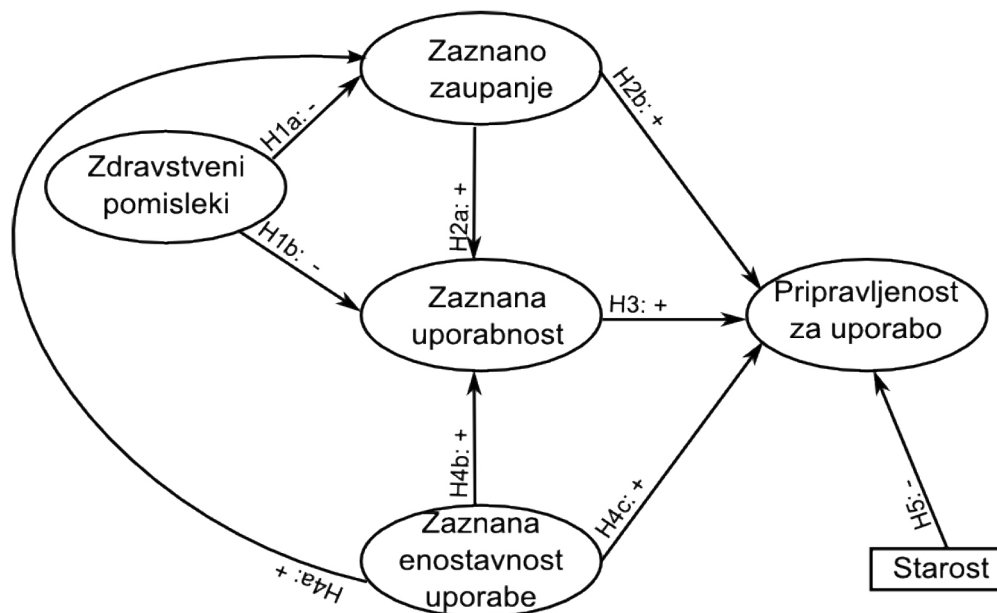 Zaznano
zaupanje
H1a: -
H2b: +
Zdravstveni
pomisleki
H2a: +
H1b: -
Zaznana
uporabnost
H3: +
Pripravljenost
za uporabo
H4b: +
H4c: +
H5: -
Zaznana
enostavnost
uporabe
H4a: +
Starost